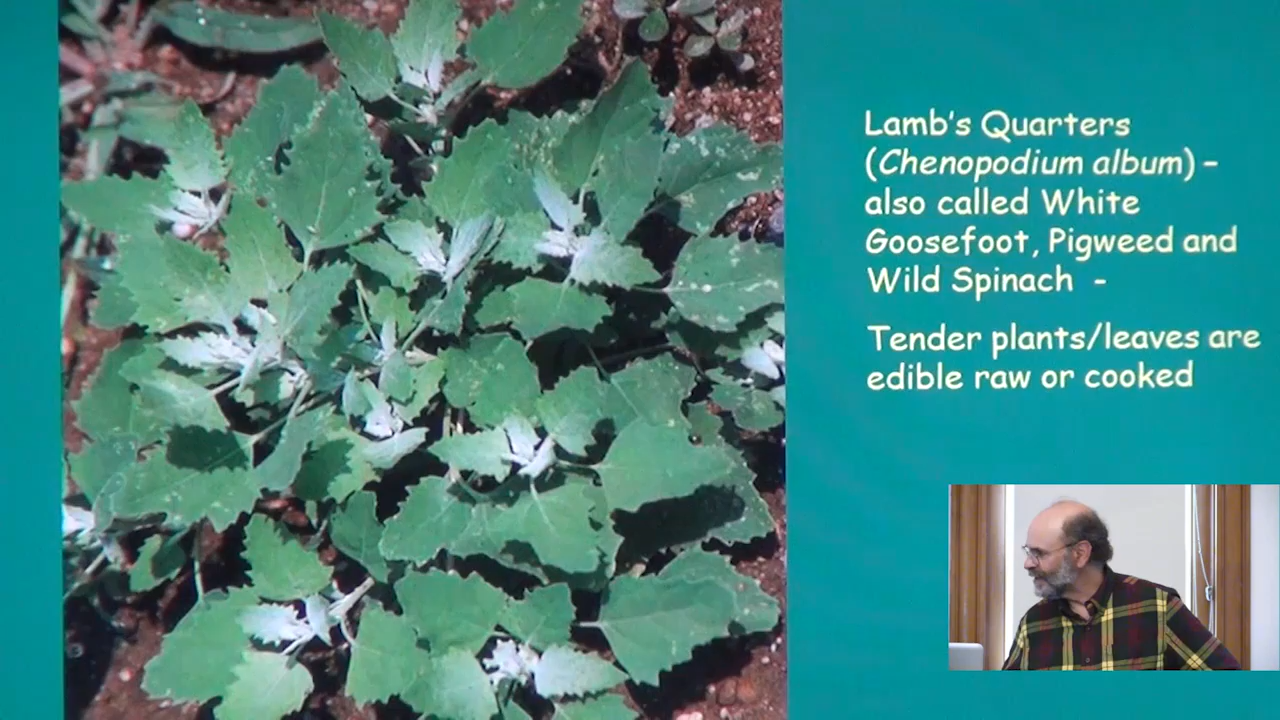 Lamb's Quarters
(Chenopodium album) –
also called White
Goosefoot, Pigweed and
Wild Spinach -
Tender plants/leaves are
edible raw or cooked